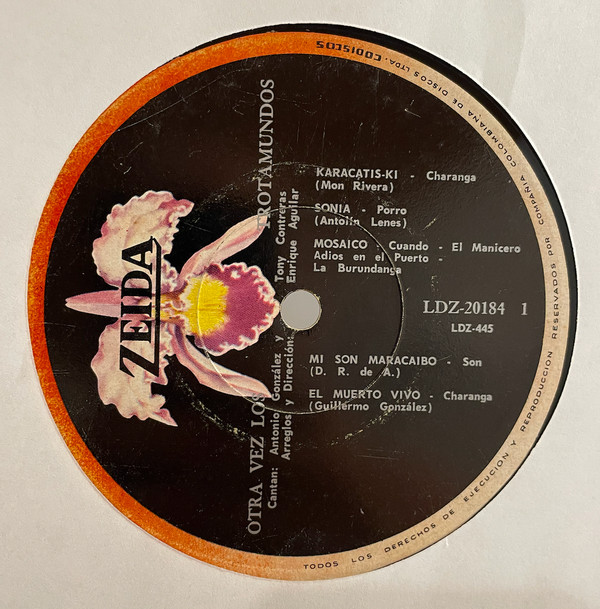 ZEIDA
OTRA VEZ LOS TROTAMUNDOS
Cantan: Antonio González y Tony Contreras
Arreglos y Dirección: Enrique Aguilar
KARACATIS-KI - Charanga
(Mon Rivera)
SONIA - Porro
(Antolín Lenes)
MOSAICO - Cuando - El Manicero
Adios en el Puerto -
La Burundanga
LDZ-20184 1
LDZ-445
MI SON MARACAIBO - Son
(D. R. de A.)
EL MUERTO VIVO - Charanga
(Guillermo González)
TODOS LOS DERECHOS DE EJECUCION Y REPRODUCCION RESERVADOS POR COMPAÑIA COLOMBIANA DE DISCOS LTDA. CODISCOS